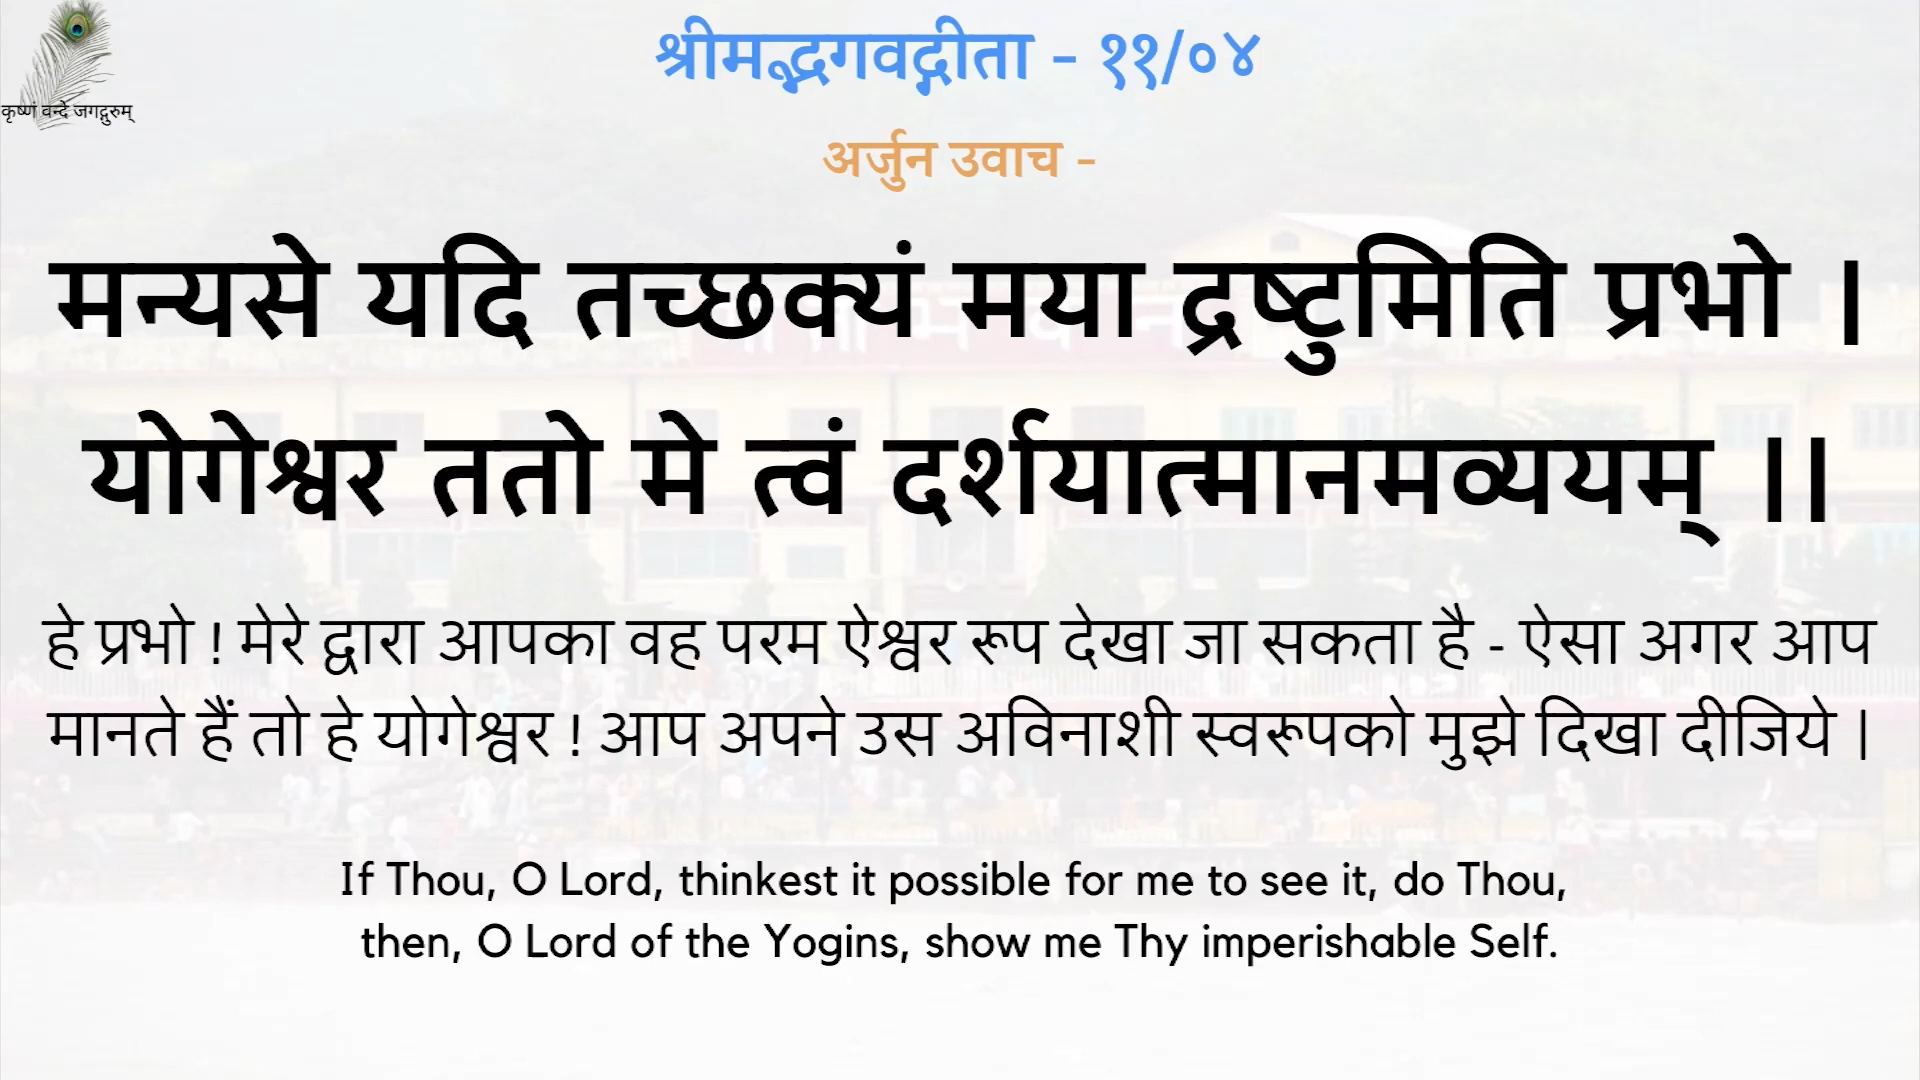 कृष्णं वन्दे जगद्गुरुम्
श्रीमद्भगवद्गीता - ११/०४
अर्जुन उवाच -
मन्यसे यदि तच्छक्यं मया द्रष्टुमिति प्रभो ।
योगेश्वर ततो मे त्वं दर्शयात्मानमव्ययम् ।।
हे प्रभो ! मेरे द्वारा आपका वह परम ऐश्वर रूप देखा जा सकता है - ऐसा अगर आप
मानते हैं तो हे योगेश्वर ! आप अपने उस अविनाशी स्वरूपको मुझे दिखा दीजिये |
If Thou, O Lord, thinkest it possible for me to see it, do Thou,
then, O Lord of the Yogins, show me Thy imperishable Self.